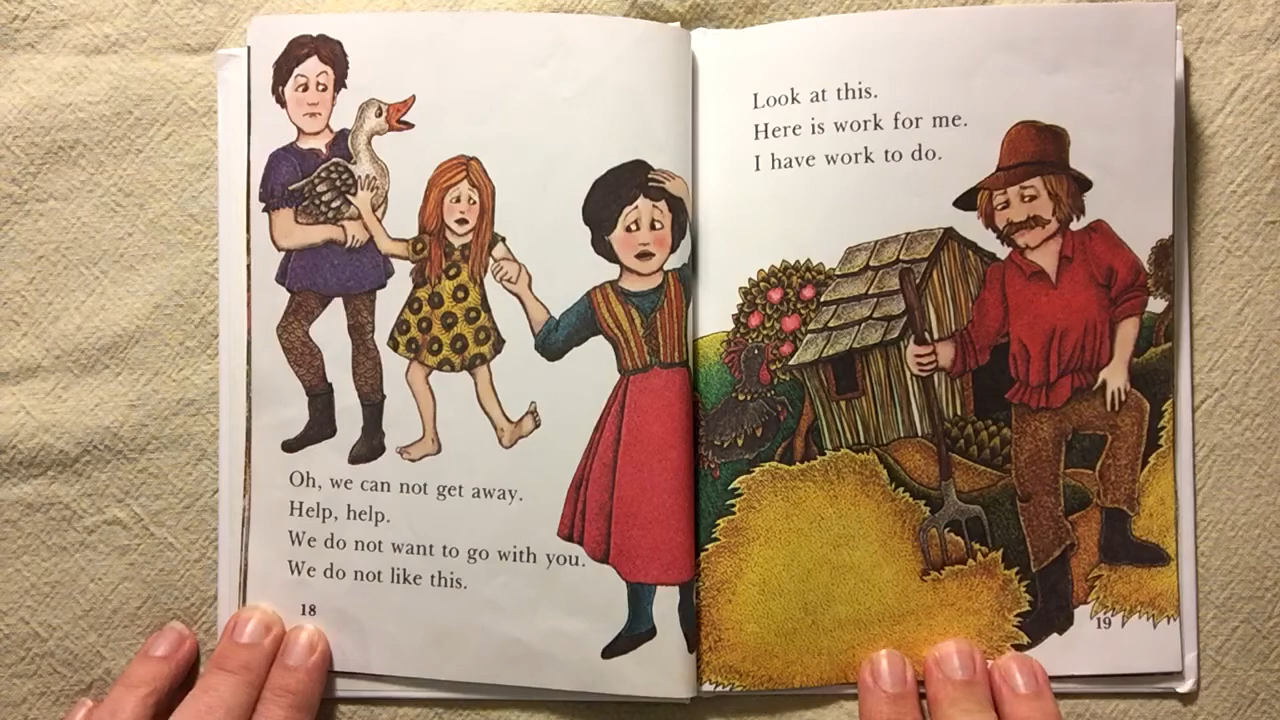 Oh, we can not get away.
Help, help.
We do not want to go with you.
We do not like this.
18
Look at this.
Here is work for me.
I have work to do.
19